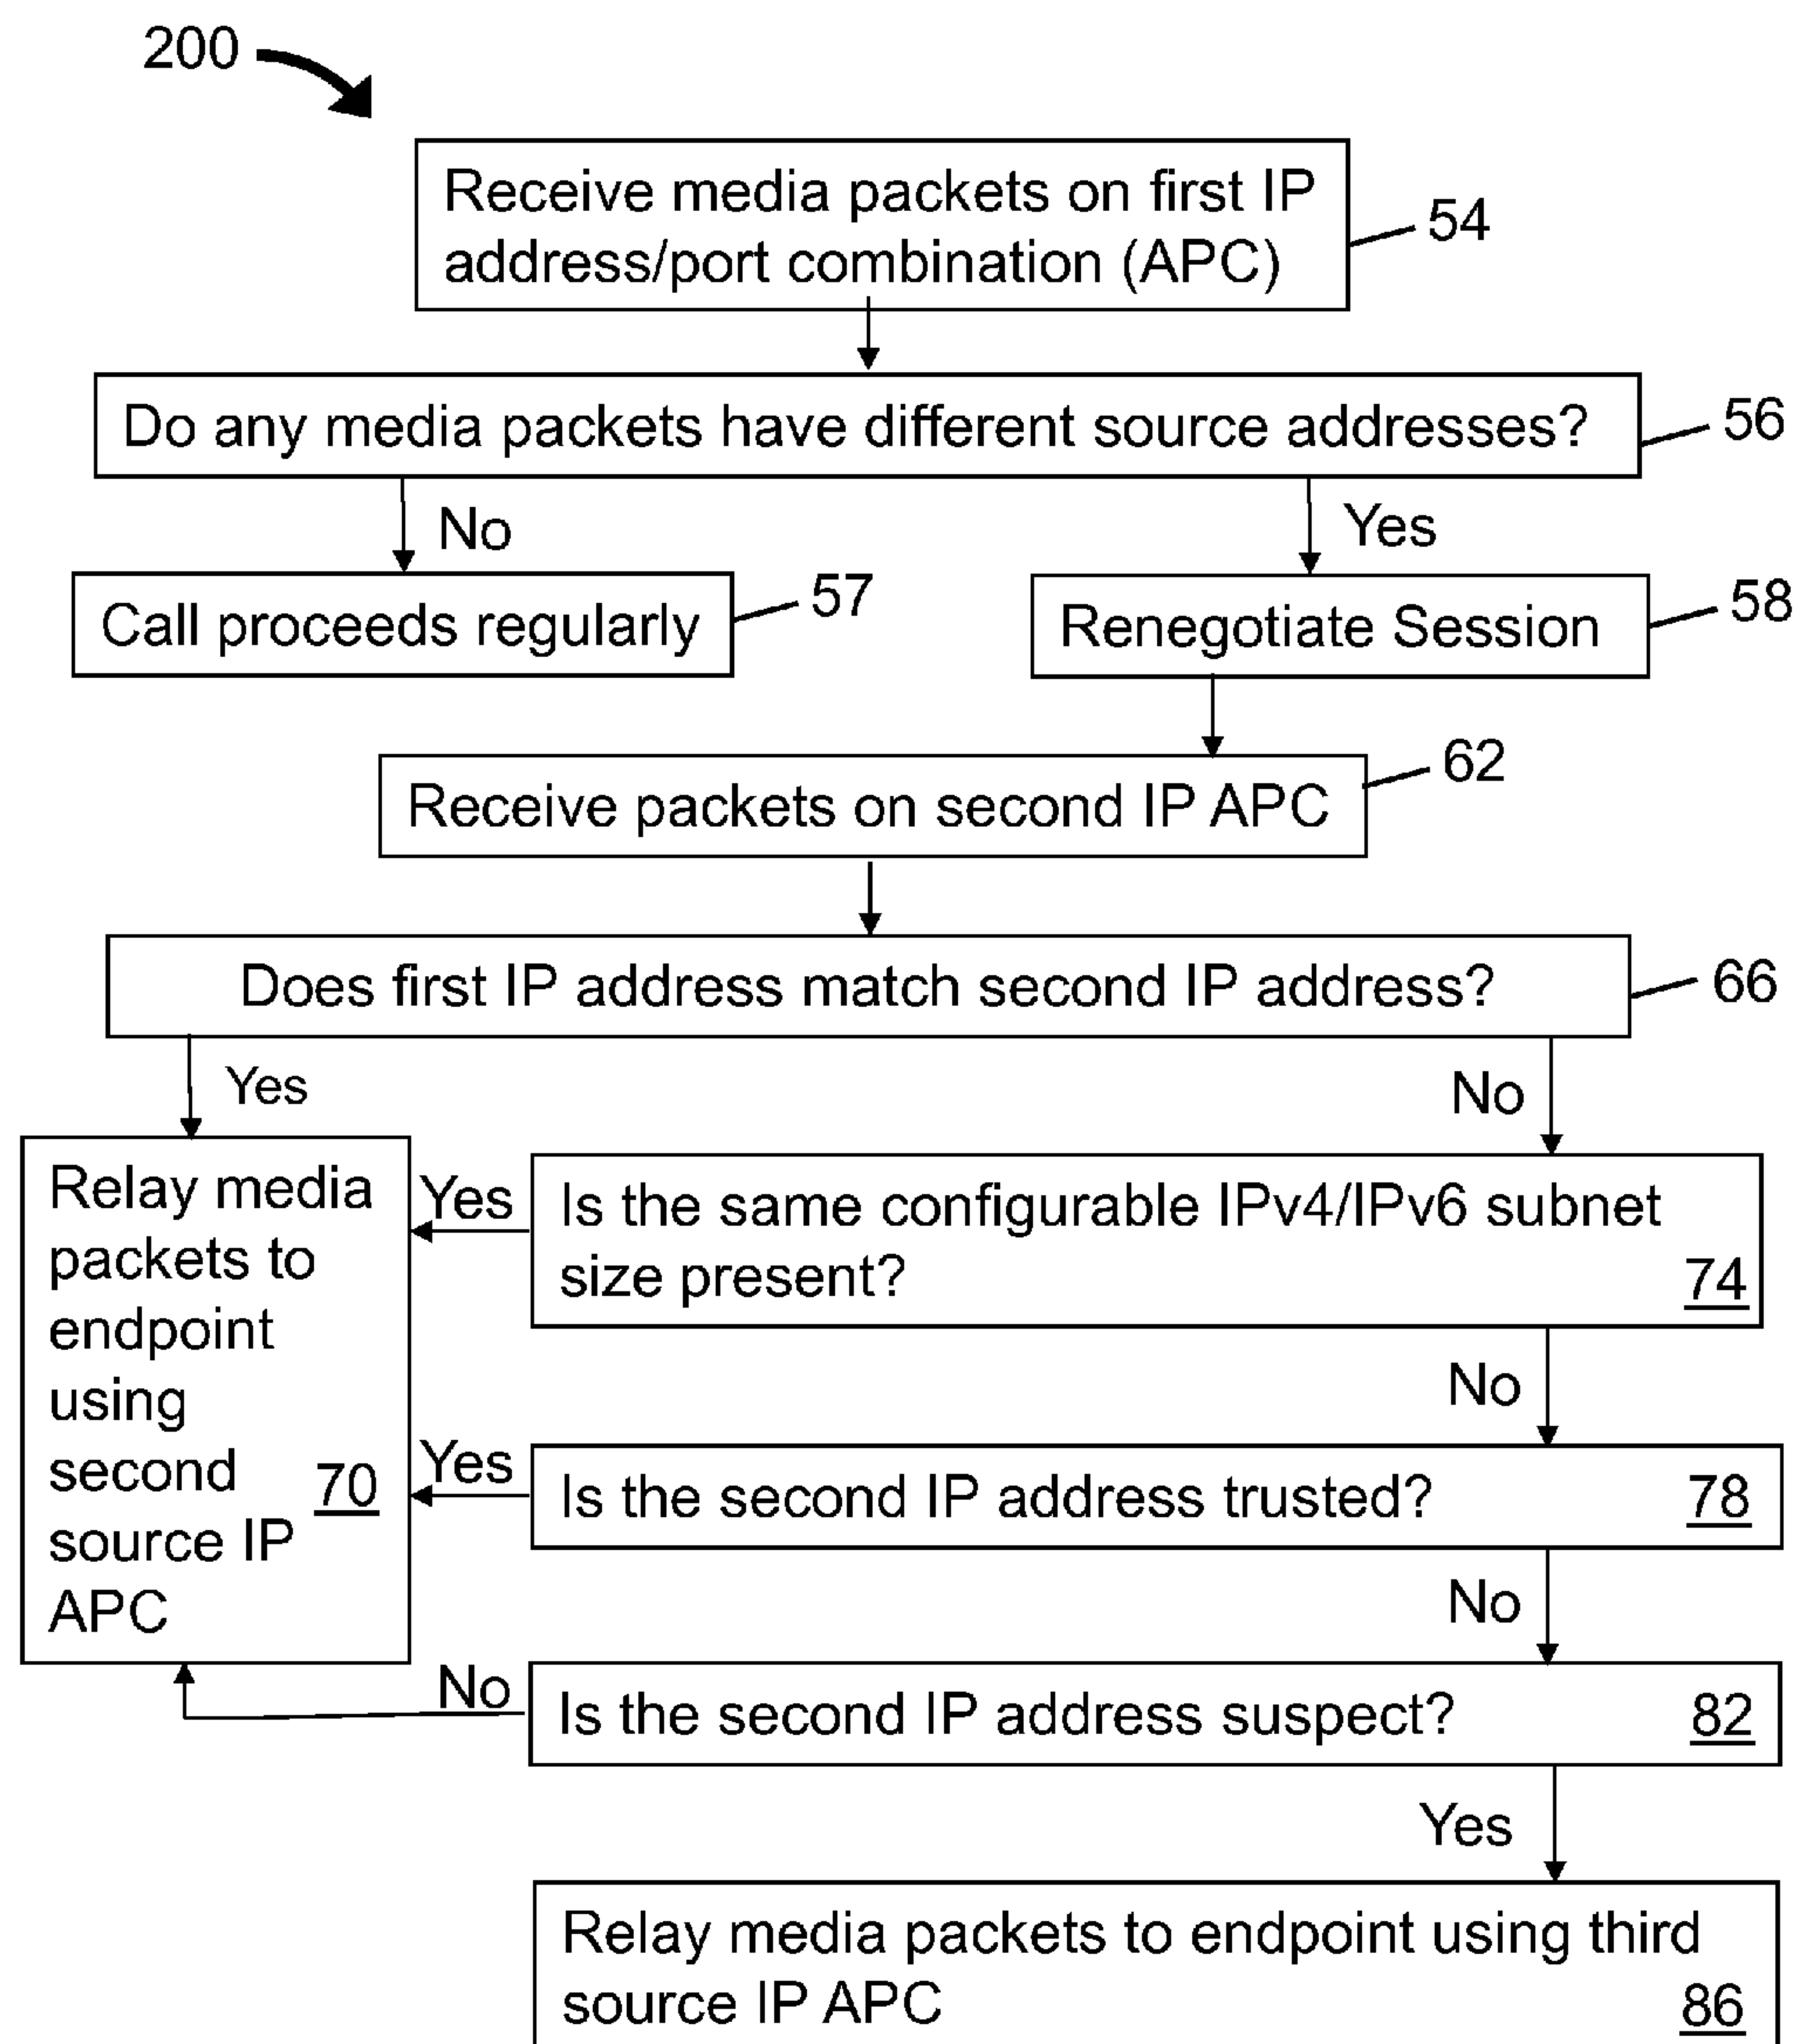 200
Receive media packets on first IP
address/port combination (APC)
54
Do any media packets have different source addresses?
56
No
Yes
Call proceeds regularly
57
Renegotiate Session
58
Receive packets on second IP APC
62
Does first IP address match second IP address?
66
Yes
No
Relay media
packets to
endpoint
using
second
source IP
APC
70
Yes
Is the same configurable IPv4/IPv6 subnet
size present?
74
No
Yes
Is the second IP address trusted?
78
No
No
Is the second IP address suspect?
82
Yes
Relay media packets to endpoint using third
source IP APC
86